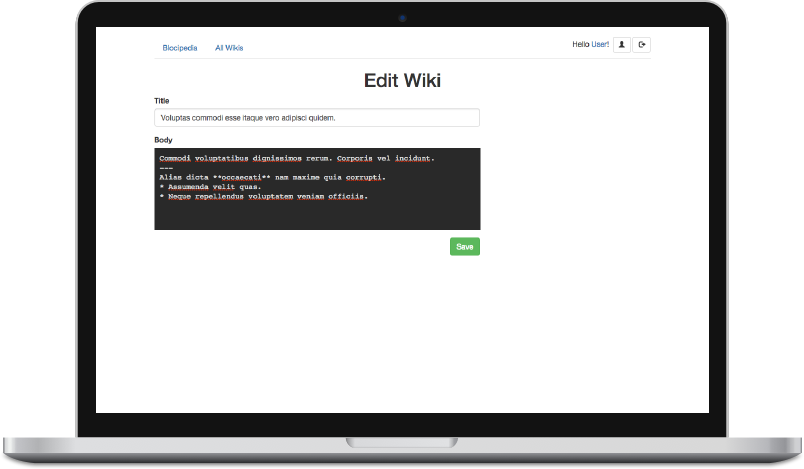 Blocipedia All Wikis Hello User!
Edit Wiki
Title
Voluptas commodi esse itaque vero adipisci quidem.
Body
Commodi voluptatibus dignissimos rerum. Corporis vel incidunt.
---
Alias dicta **occaecati** nam maxime quia corrupti.
* Assumenda velit quas.
* Neque repellendus voluptatem veniam officiis.
Save